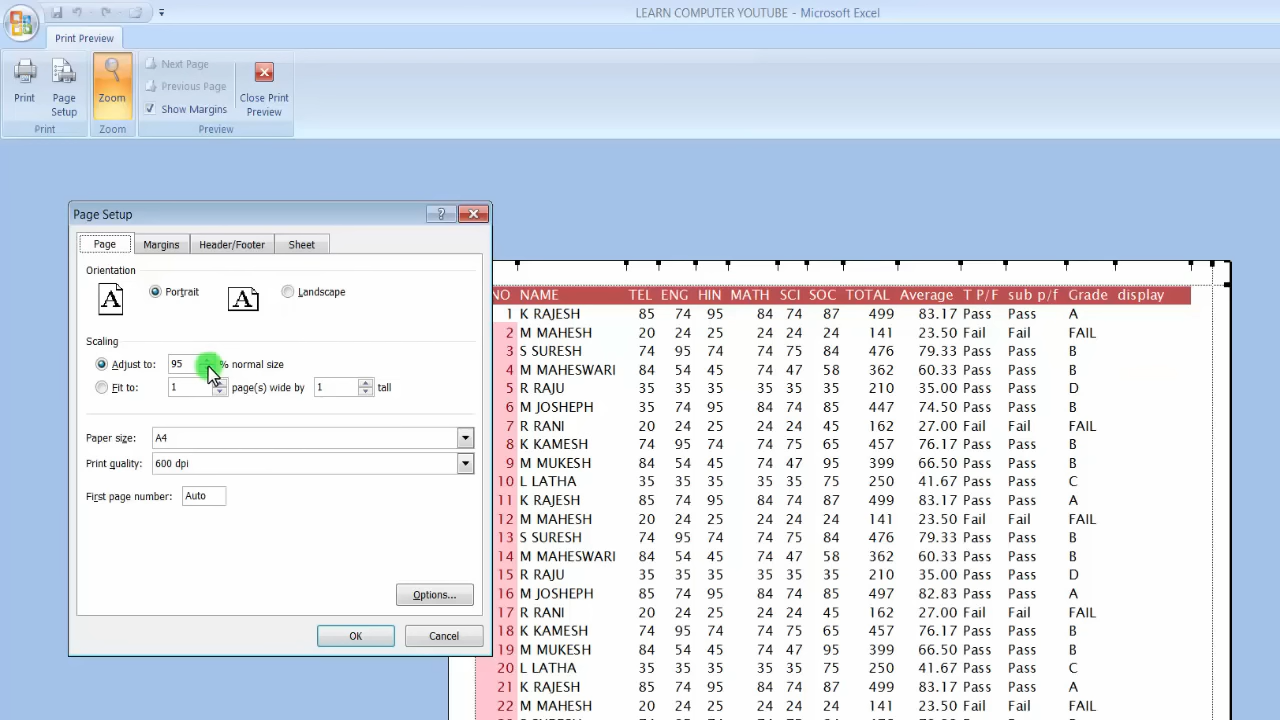 LEARN COMPUTER YOUTUBE - Microsoft Excel
Print Preview
Print
Page Setup
Zoom
Next Page
Previous Page
Show Margins
Close Print Preview
Print
Zoom
Preview
Page Setup
Page
Margins
Header/Footer
Sheet
Orientation
A Portrait A Landscape
Scaling
Adjust to: 95 % normal size
Fit to: 1 page(s) wide by 1 tall
Paper size: A4
Print quality: 600 dpi
First page number: Auto
Options...
OK
Cancel
NO NAME TEL ENG HIN MATH SCI SOC TOTAL Average T P/F sub p/f Grade display
1 K RAJESH 85 74 95 84 74 87 499 83.17 Pass Pass A
2 M MAHESH 20 24 25 24 24 24 141 23.50 Fail Fail FAIL
3 S SURESH 74 95 74 74 75 84 476 79.33 Pass Pass B
4 M MAHESWARI 84 54 45 74 47 58 362 60.33 Pass Pass B
5 R RAJU 35 35 35 35 35 35 210 35.00 Pass Pass D
6 M JOSHEPH 35 74 95 84 74 85 447 74.50 Pass Pass B
7 R RANI 20 24 25 24 24 45 162 27.00 Fail Fail FAIL
8 K KAMESH 74 95 74 74 75 65 457 76.17 Pass Pass B
9 M MUKESH 84 54 45 74 47 95 399 66.50 Pass Pass B
10 L LATHA 35 35 35 35 35 75 250 41.67 Pass Pass C
11 K RAJESH 85 74 95 84 74 87 499 83.17 Pass Pass A
12 M MAHESH 20 24 25 24 24 24 141 23.50 Fail Fail FAIL
13 S SURESH 74 95 74 74 75 84 476 79.33 Pass Pass B
14 M MAHESWARI 84 54 45 74 47 58 362 60.33 Pass Pass B
15 R RAJU 35 35 35 35 35 35 210 35.00 Pass Pass D
16 M JOSHEPH 85 74 95 84 74 85 497 82.83 Pass Pass A
17 R RANI 20 24 25 24 24 45 162 27.00 Fail Fail FAIL
18 K KAMESH 74 95 74 74 75 65 457 76.17 Pass Pass B
19 M MUKESH 84 54 45 74 47 95 399 66.50 Pass Pass B
20 L LATHA 35 35 35 35 35 75 250 41.67 Pass Pass C
21 K RAJESH 85 74 95 84 74 87 499 83.17 Pass Pass A
22 M MAHESH 20 24 25 24 24 24 141 23.50 Fail Fail FAIL